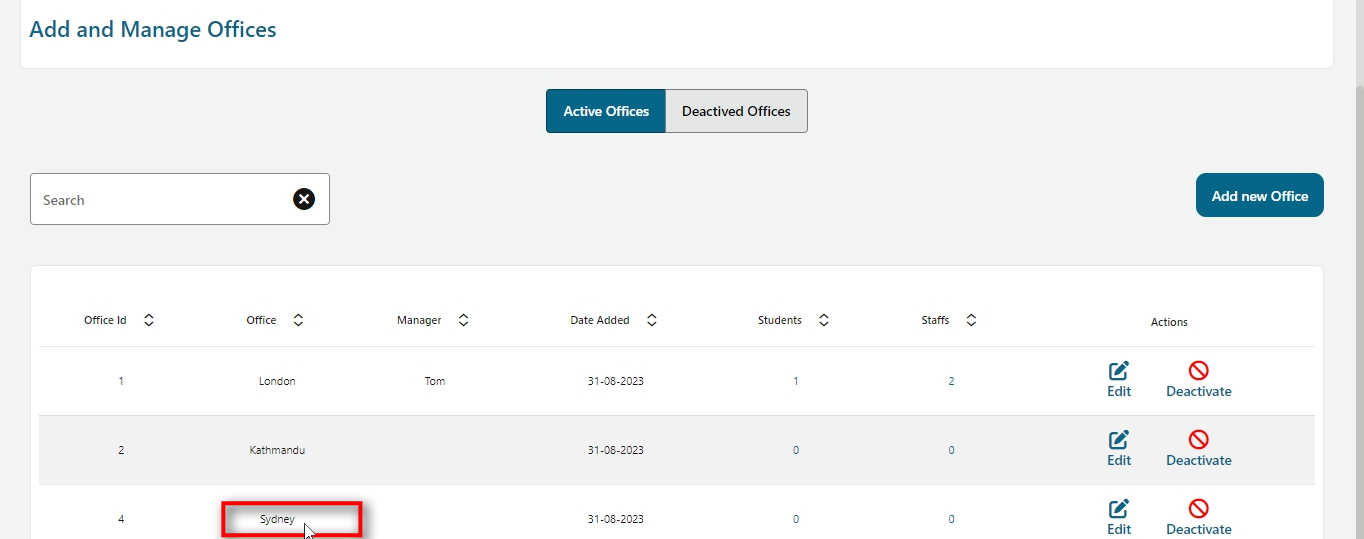 Add and Manage Offices
Active Offices Deactived Offices
Search Add new Office
Office Id Office Manager Date Added Students Staffs Actions
1 London Tom 31-08-2023 1 2 Edit Deactivate
2 Kathmandu 31-08-2023 0 0 Edit Deactivate
4 Sydney 31-08-2023 0 0 Edit Deactivate